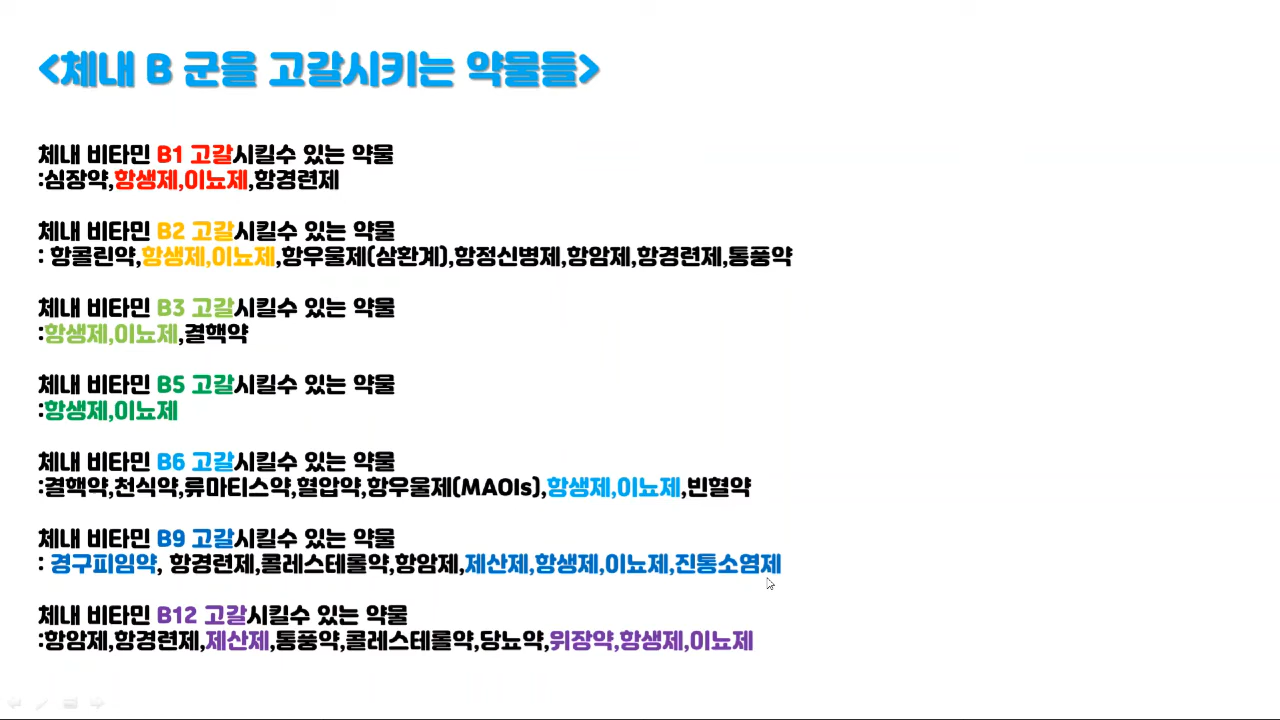 <체내 B 군을 고갈시키는 약물들>
체내 비타민 B1 고갈시킬수 있는 약물
:심장약,항생제,이뇨제,항경련제
체내 비타민 B2 고갈시킬수 있는 약물
: 항콜린약,항생제,이뇨제,항우울제(삼환계),항정신병제,항암제,항경련제,통풍약
체내 비타민 B3 고갈시킬수 있는 약물
:항생제,이뇨제,결핵약
체내 비타민 B5 고갈시킬수 있는 약물
:항생제,이뇨제
체내 비타민 B6 고갈시킬수 있는 약물
:결핵약,천식약,류마티스약,혈압약,항우울제(MAOIs),항생제,이뇨제,빈혈약
체내 비타민 B9 고갈시킬수 있는 약물
: 경구피임약, 항경련제,콜레스테롤약,항암제,제산제,항생제,이뇨제,진통소염제
체내 비타민 B12 고갈시킬수 있는 약물
:항암제,항경련제,제산제,통풍약,콜레스테롤약,당뇨약,위장약,항생제,이뇨제